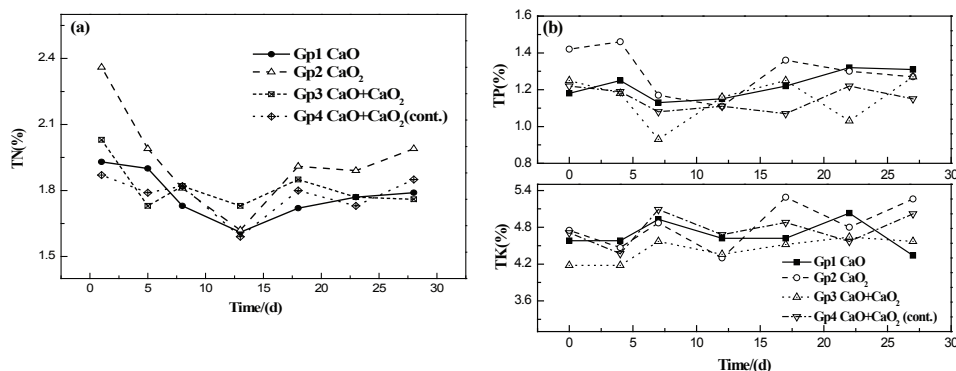 (a)
Gp1 CaO
Gp2 CaO₂
Gp3 CaO+CaO₂
Gp4 CaO+CaO₂(cont.)
TN(%)
2.4
2.1
1.8
1.5
0 5 10 15 20 25 30
Time/(d)
(b)
TP(%)
1.6
1.4
1.2
1.0
0.8
TK(%)
5.4
4.8
4.2
3.6
Gp1 CaO
Gp2 CaO₂
Gp3 CaO+CaO₂
Gp4 CaO+CaO₂ (cont.)
0 5 10 15 20 25 30
Time/(d)